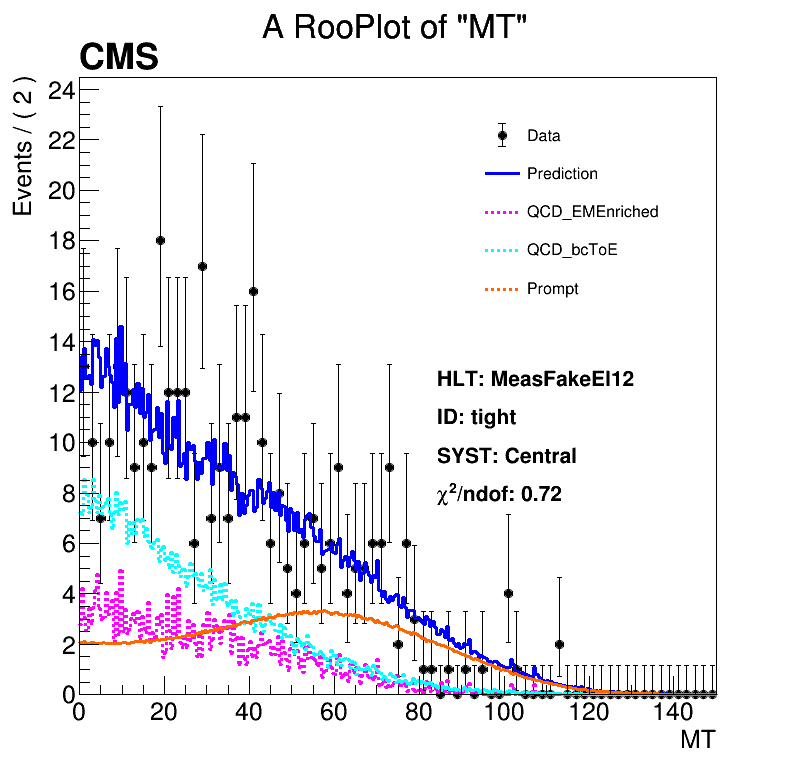 A RooPlot of "MT"
CMS
Events / ( 2 )
24
22
20
18
16
14
12
10
8
6
4
2
0
Data
Prediction
QCD_EMEnriched
QCD_bcToE
Prompt
HLT: MeasFakeEl12
ID: tight
SYST: Central
χ²/ndof: 0.72
0 20 40 60 80 100 120 140
MT